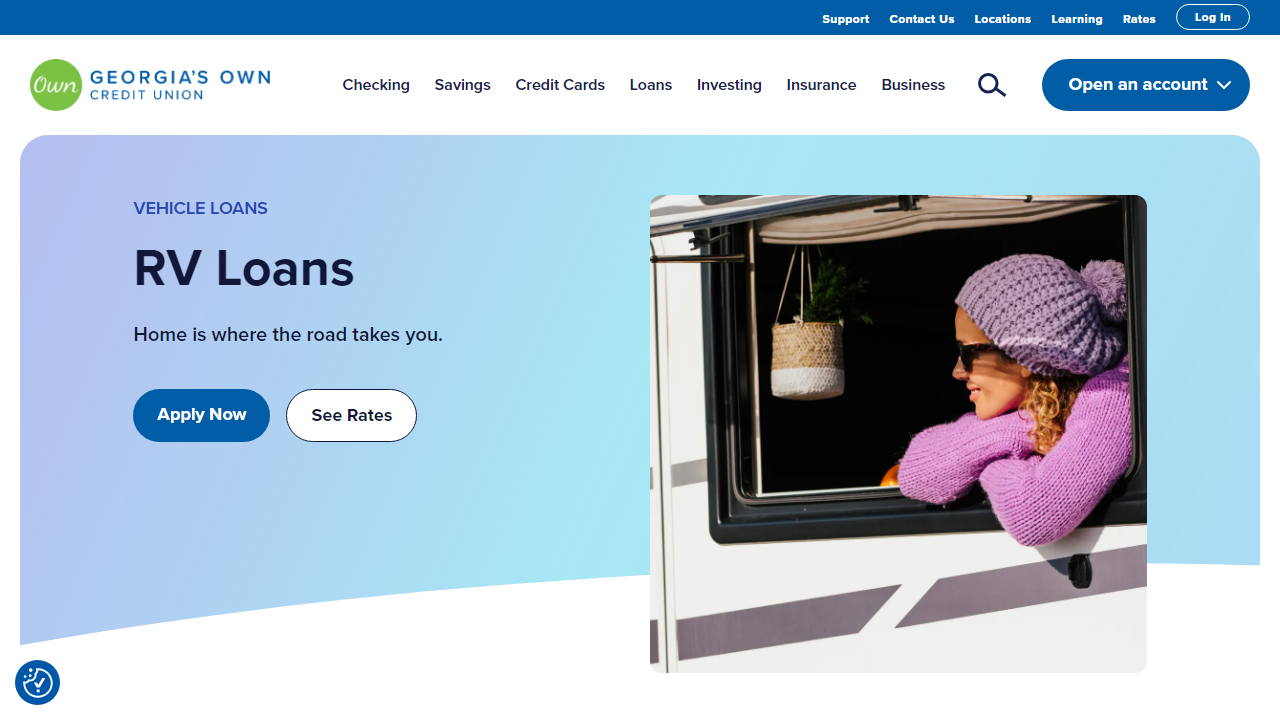 Support Contact Us Locations Learning Rates Log In
Own GEORGIA'S OWN
CREDIT UNION
Checking Savings Credit Cards Loans Investing Insurance Business Open an account
VEHICLE LOANS
RV Loans
Home is where the road takes you.
Apply Now See Rates